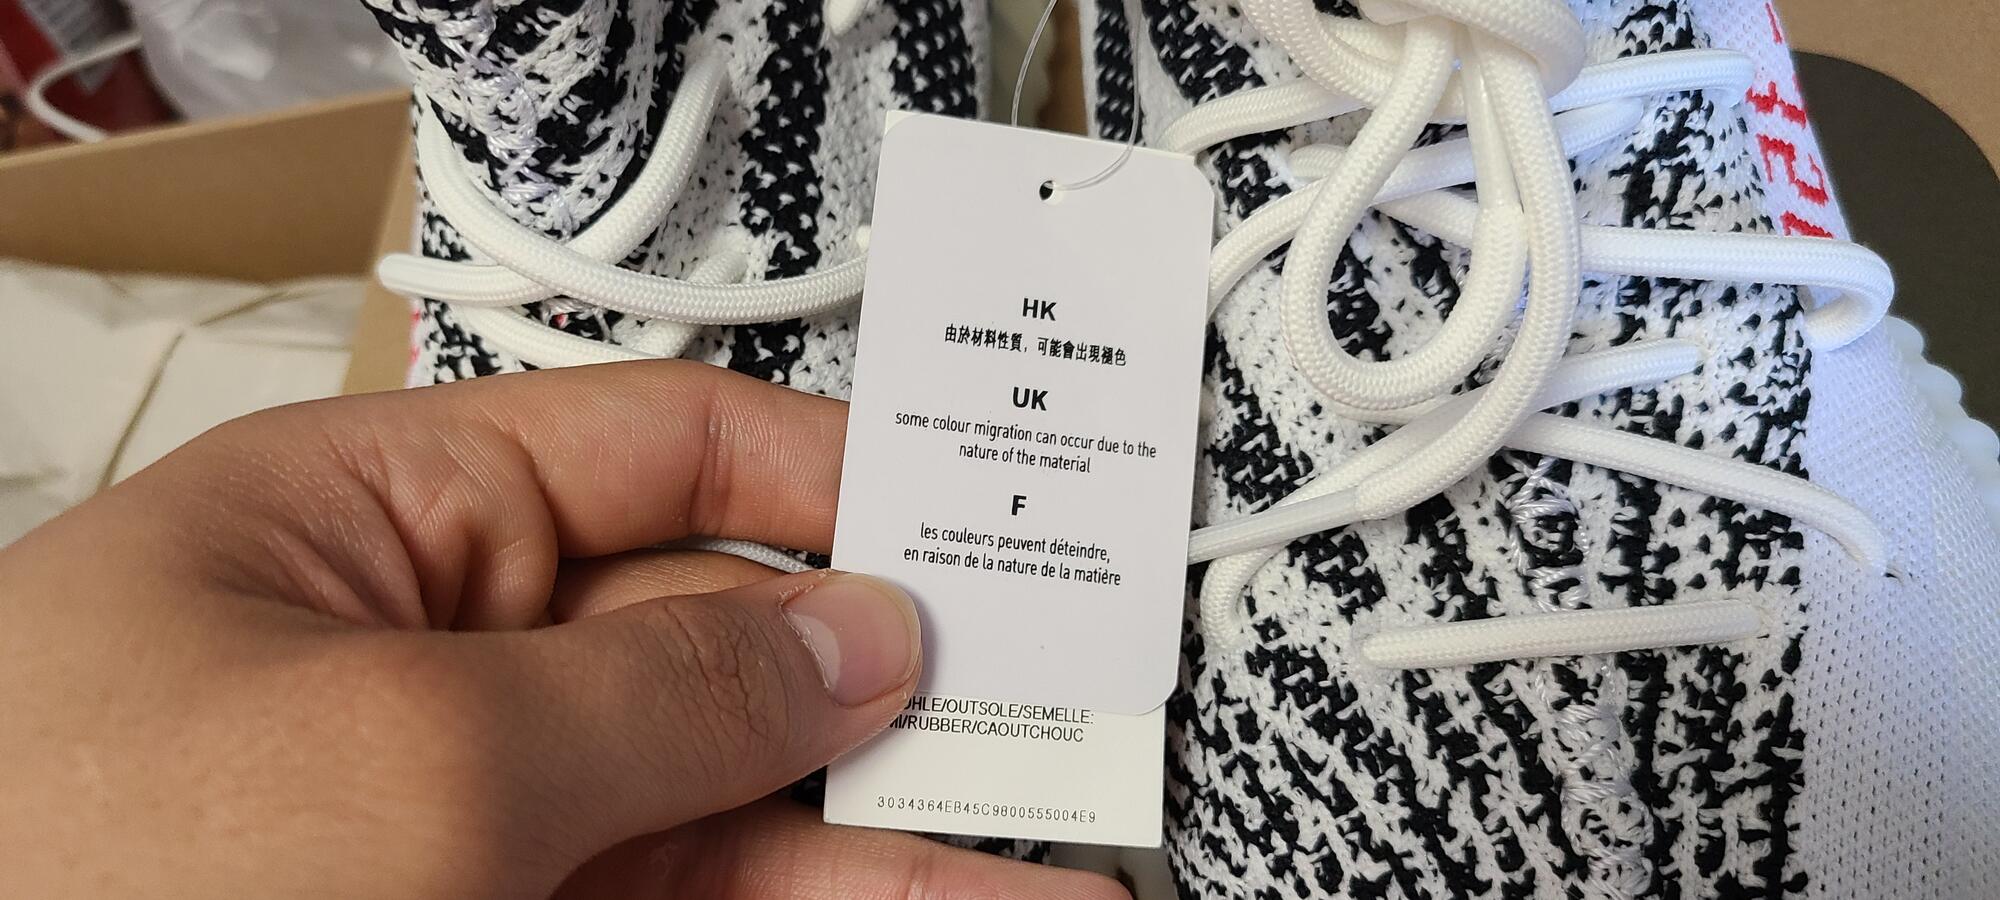 HK
由於材料性質，可能會出現褪色
UK
some colour migration can occur due to the
nature of the material
F
les couleurs peuvent déteindre,
en raison de la nature de la matière
OHLE/OUTSOLE/SEMELLE:
MI/RUBBER/CAOUTCHOUC
3034364EB45C9800555004E9